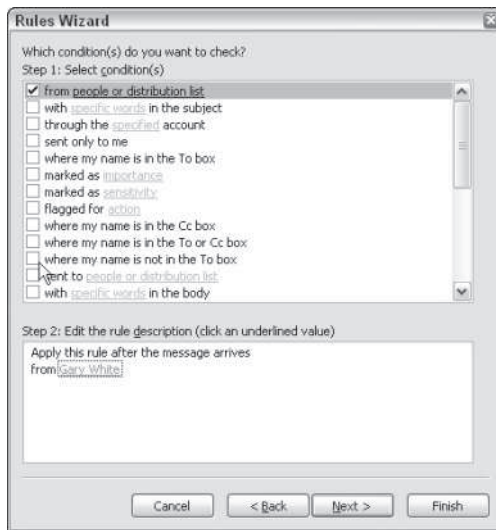 Rules Wizard
Which condition(s) do you want to check?
Step 1: Select condition(s)
from people or distribution list
with specific words in the subject
through the specified account
sent only to me
where my name is in the To box
marked as importance
marked as sensitivity
flagged for action
where my name is in the Cc box
where my name is in the To or Cc box
where my name is not in the To box
sent to people or distribution list
with specific words in the body
Step 2: Edit the rule description (click an underlined value)
Apply this rule after the message arrives
from Gary White
Cancel
< Back
Next >
Finish